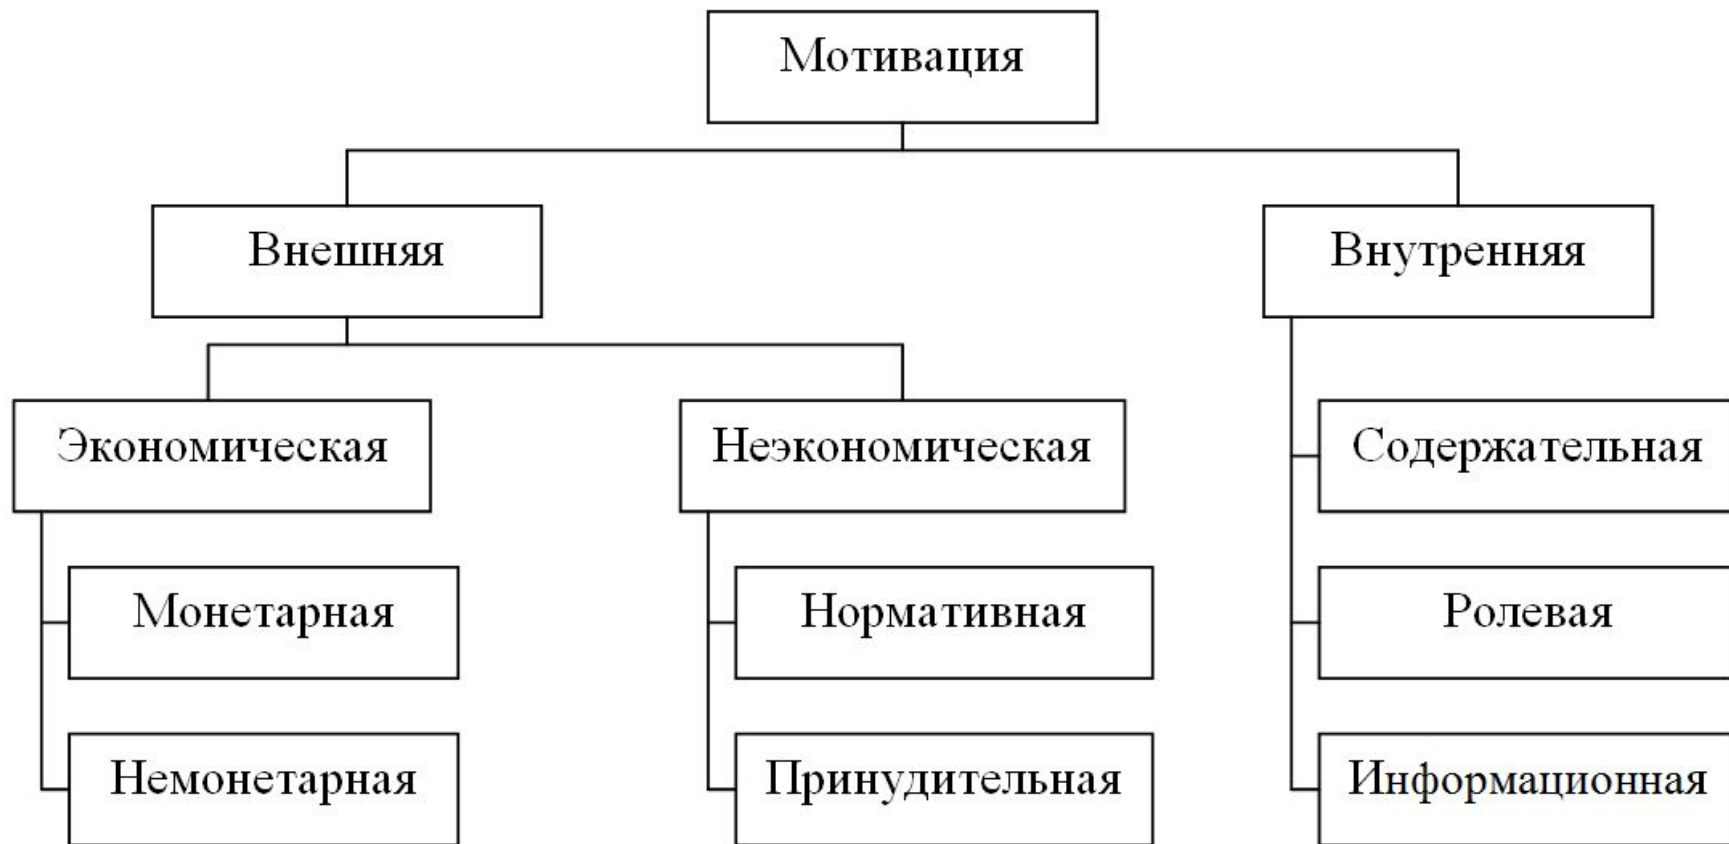 Мотивация
Внешняя
Внутренняя
Экономическая
Неэкономическая
Содержательная
Монетарная
Нормативная
Ролевая
Немонетарная
Принудительная
Информационная